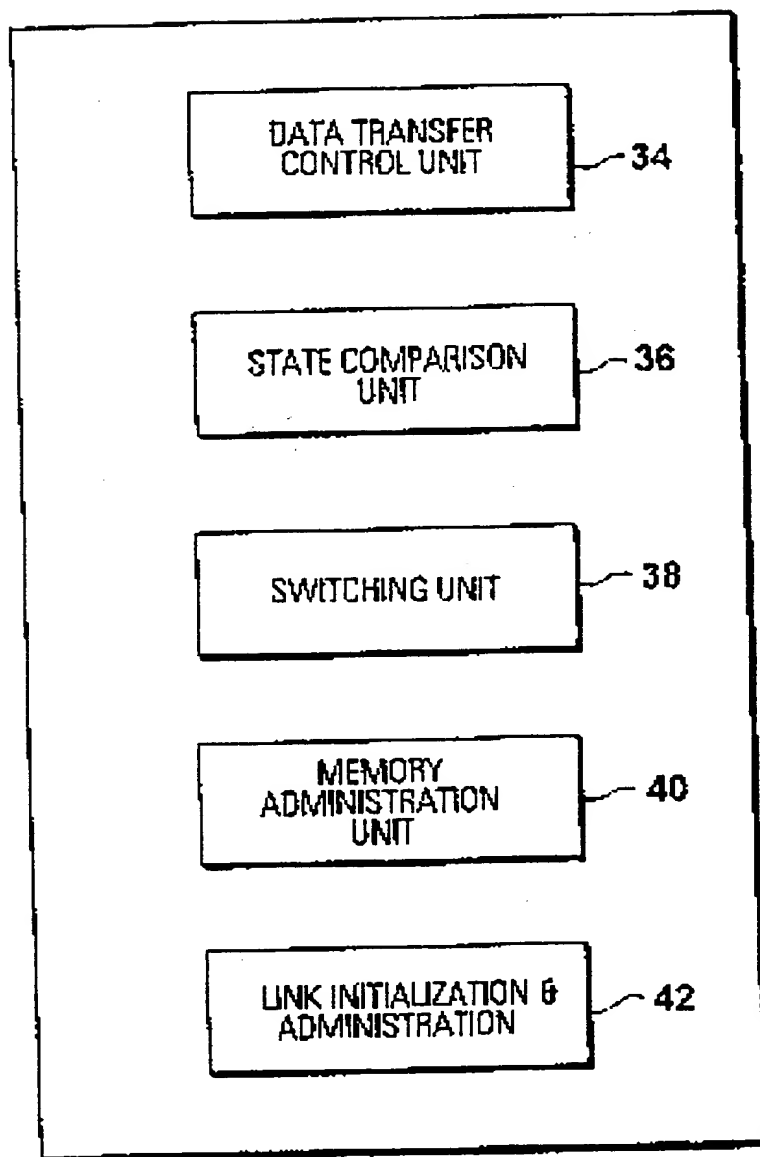 DATA TRANSFER
CONTROL UNIT
34
STATE COMPARISON
UNIT
36
SWITCHING UNIT
38
MEMORY
ADMINISTRATION
UNIT
40
LINK INITIALIZATION &
ADMINISTRATION
42